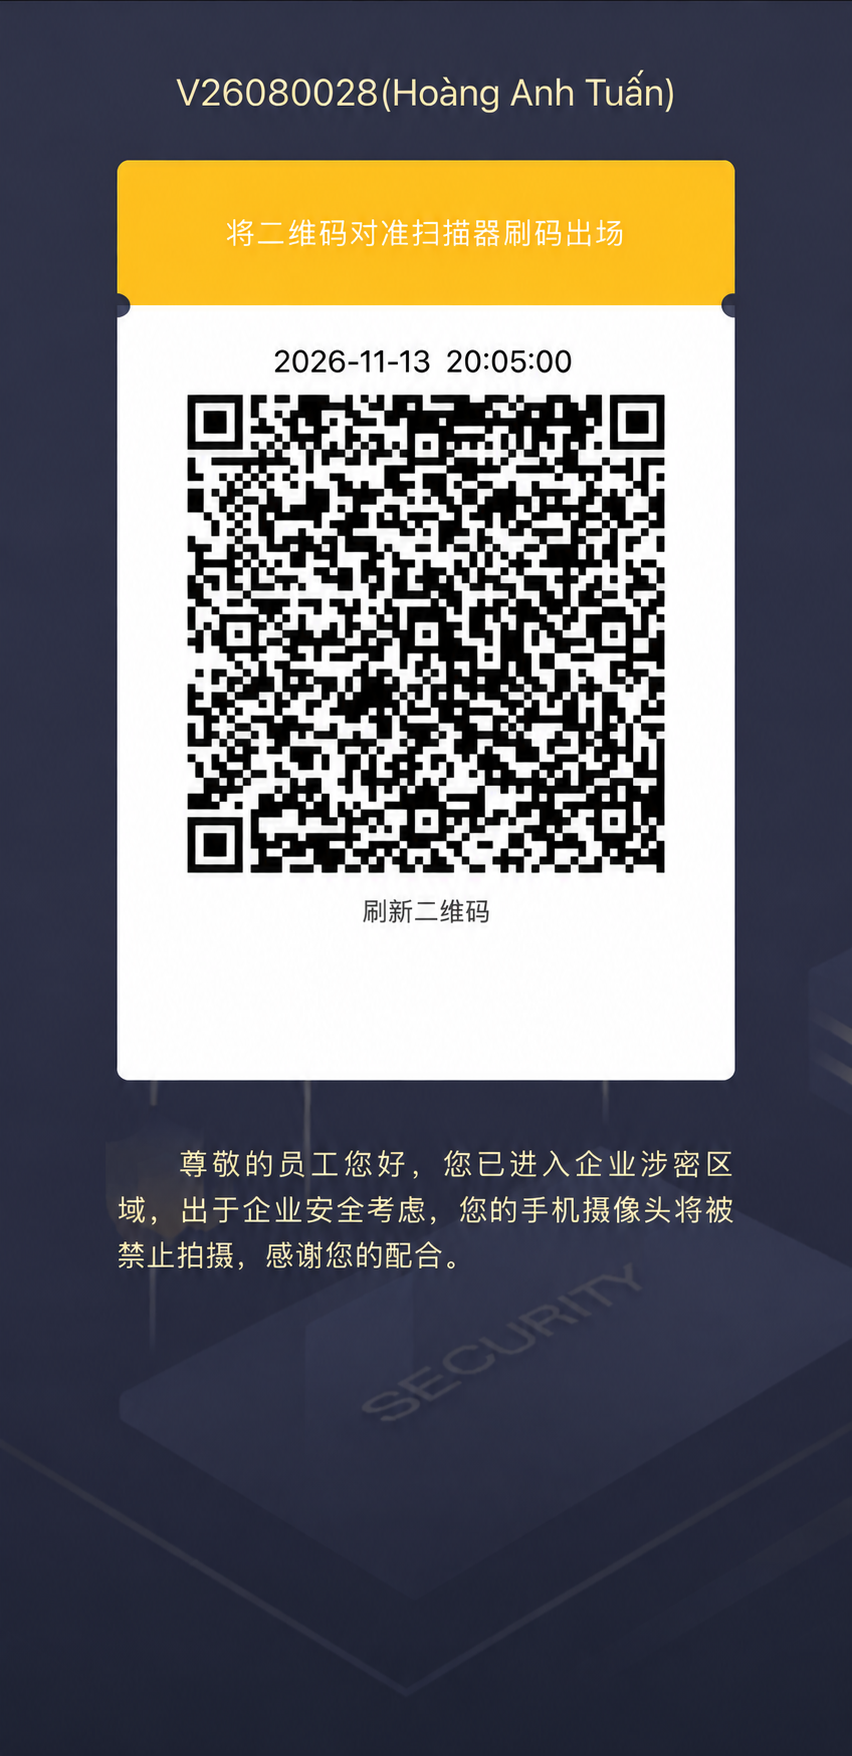 V26080028(Hoàng Anh Tuấn)
将二维码对准扫描器刷码出场
2026-11-13 20:05:00
刷新二维码
尊敬的员工您好，您已进入企业涉密区
域，出于企业安全考虑，您的手机摄像头将被
禁止拍摄，感谢您的配合。
SECURITY